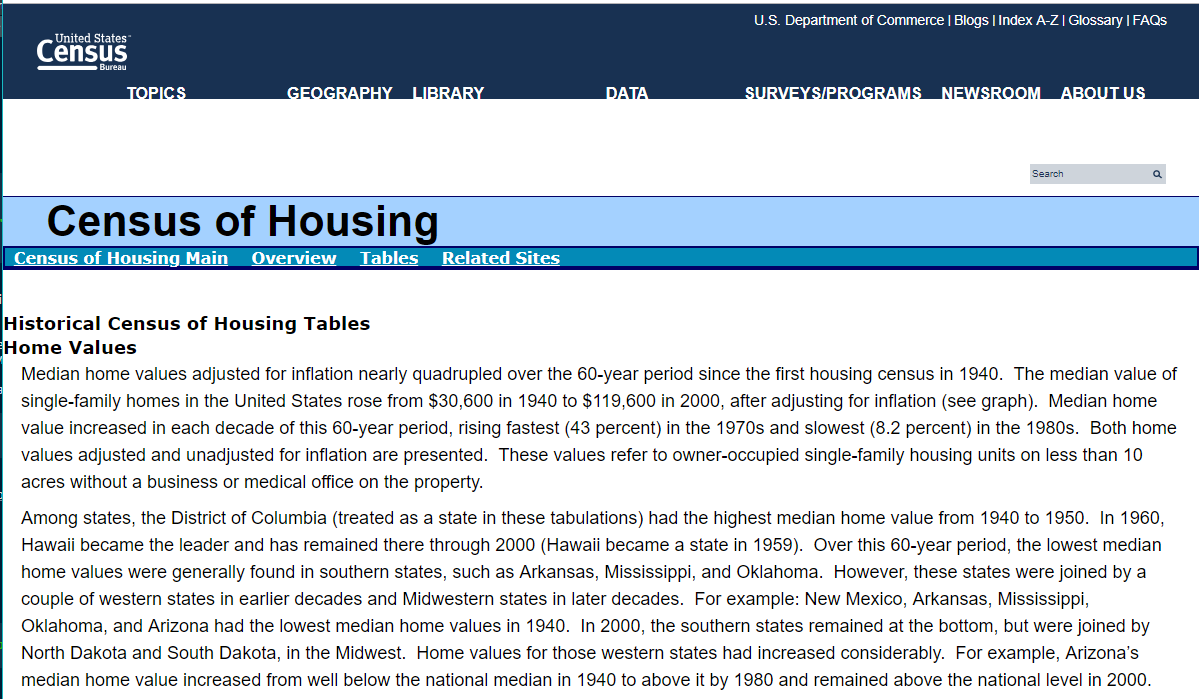 U.S. Department of Commerce | Blogs | Index A-Z | Glossary | FAQs
United States™
Census
Bureau
TOPICS GEOGRAPHY LIBRARY DATA SURVEYS/PROGRAMS NEWSROOM ABOUT US
Search
Census of Housing
Census of Housing Main Overview Tables Related Sites
Historical Census of Housing Tables
Home Values
Median home values adjusted for inflation nearly quadrupled over the 60-year period since the first housing census in 1940.  The median value of
single-family homes in the United States rose from $30,600 in 1940 to $119,600 in 2000, after adjusting for inflation (see graph).  Median home
value increased in each decade of this 60-year period, rising fastest (43 percent) in the 1970s and slowest (8.2 percent) in the 1980s.  Both home
values adjusted and unadjusted for inflation are presented.  These values refer to owner-occupied single-family housing units on less than 10
acres without a business or medical office on the property.
Among states, the District of Columbia (treated as a state in these tabulations) had the highest median home value from 1940 to 1950.  In 1960,
Hawaii became the leader and has remained there through 2000 (Hawaii became a state in 1959).  Over this 60-year period, the lowest median
home values were generally found in southern states, such as Arkansas, Mississippi, and Oklahoma.  However, these states were joined by a
couple of western states in earlier decades and Midwestern states in later decades.  For example: New Mexico, Arkansas, Mississippi,
Oklahoma, and Arizona had the lowest median home values in 1940.  In 2000, the southern states remained at the bottom, but were joined by
North Dakota and South Dakota, in the Midwest.  Home values for those western states had increased considerably.  For example, Arizona's
median home value increased from well below the national median in 1940 to above it by 1980 and remained above the national level in 2000.